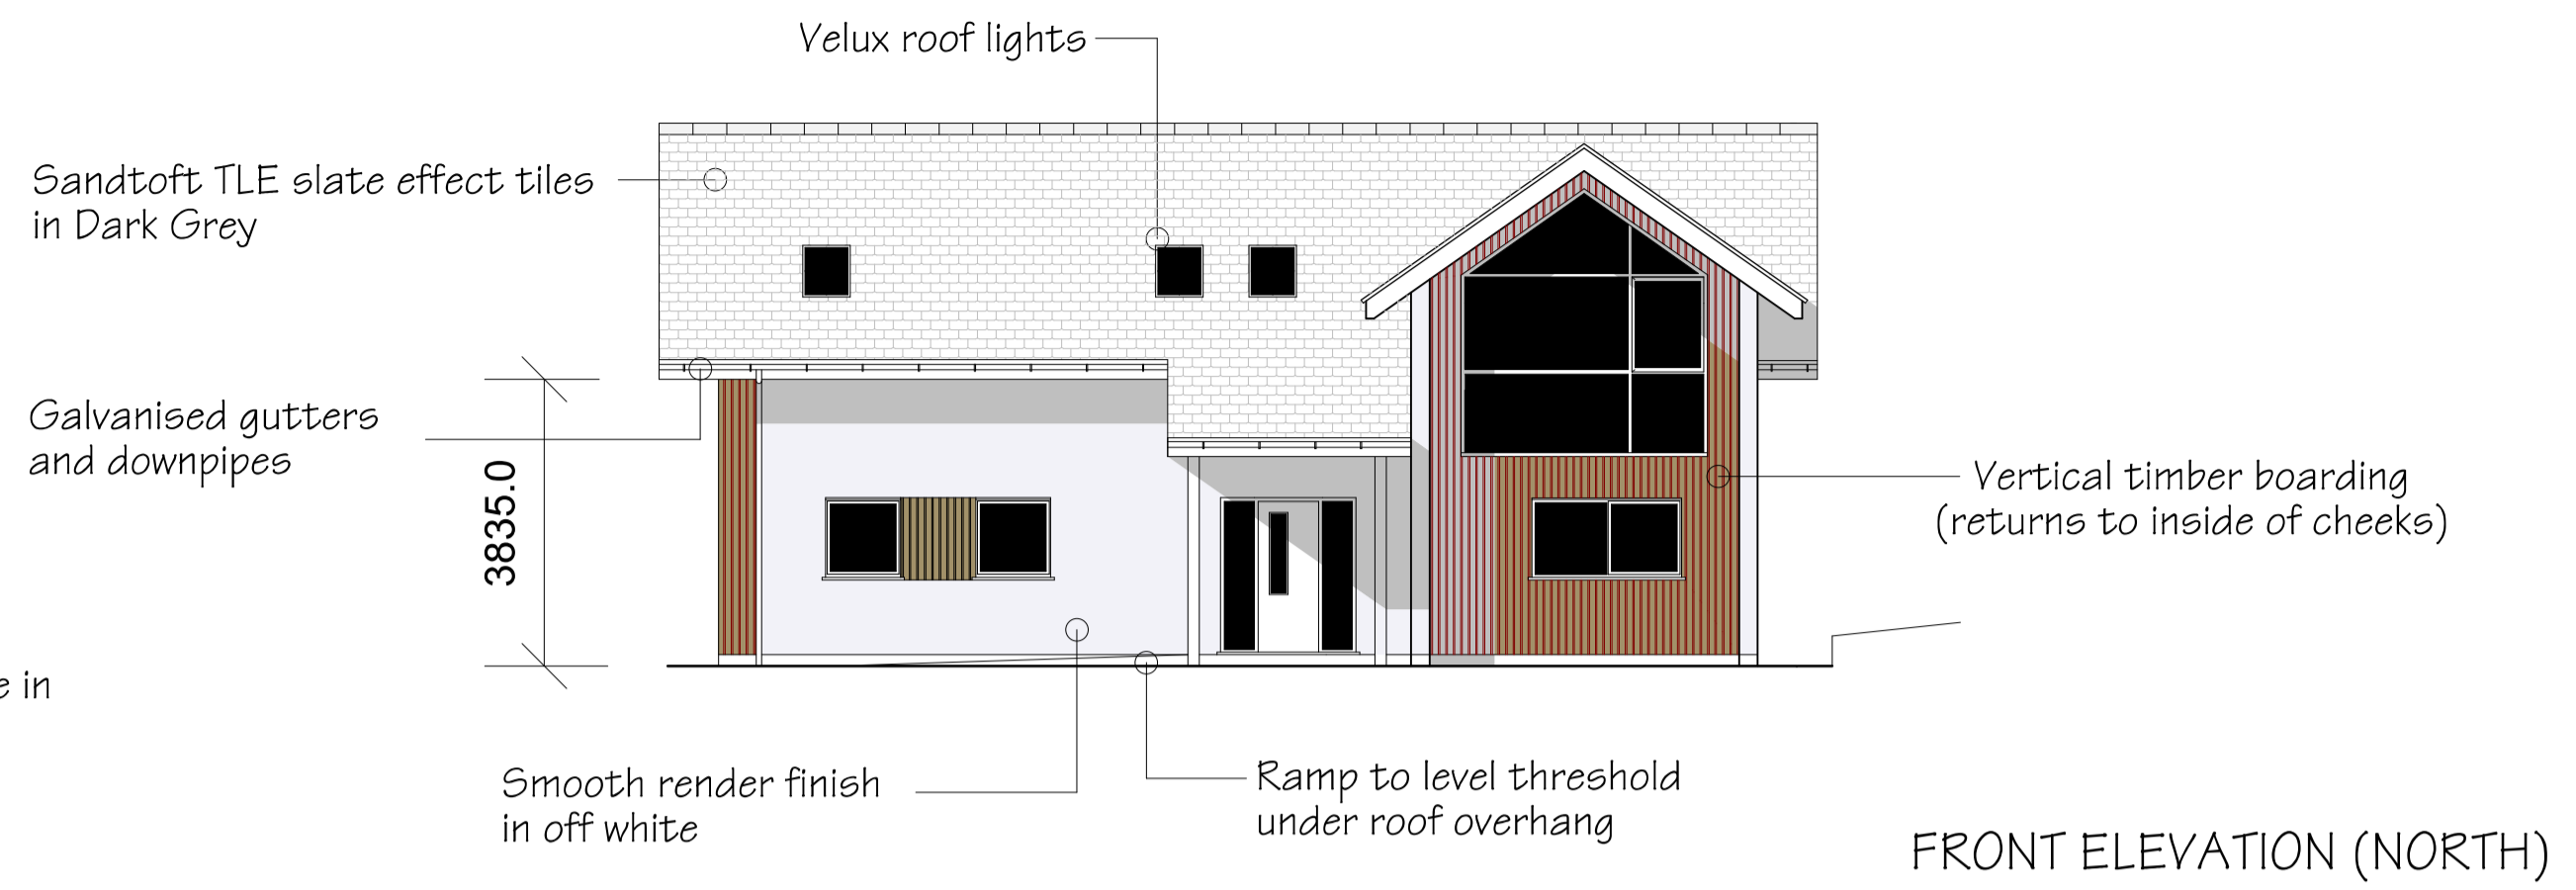 Velux roof lights
Sandtoft TLE slate effect tiles
in Dark Grey
Galvanised gutters
and downpipes
3835.0
Vertical timber boarding
(returns to inside of cheeks)
e in
Smooth render finish
in off white
Ramp to level threshold
under roof overhang
FRONT ELEVATION (NORTH)